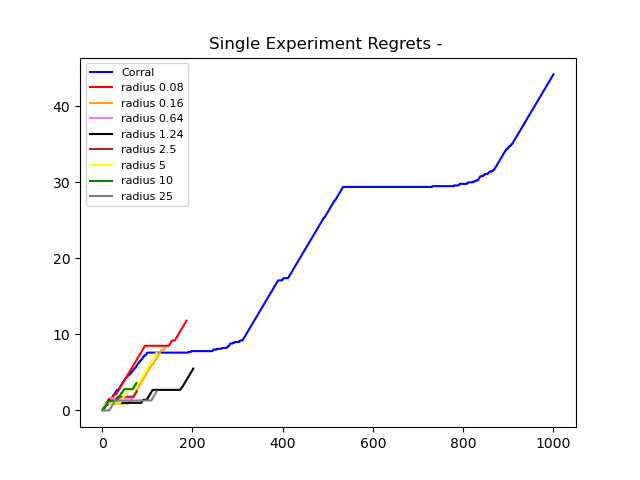 Single Experiment Regrets -
Corral
radius 0.08
radius 0.16
radius 0.64
radius 1.24
radius 2.5
radius 5
radius 10
radius 25
40
30
20
10
0
0 200 400 600 800 1000